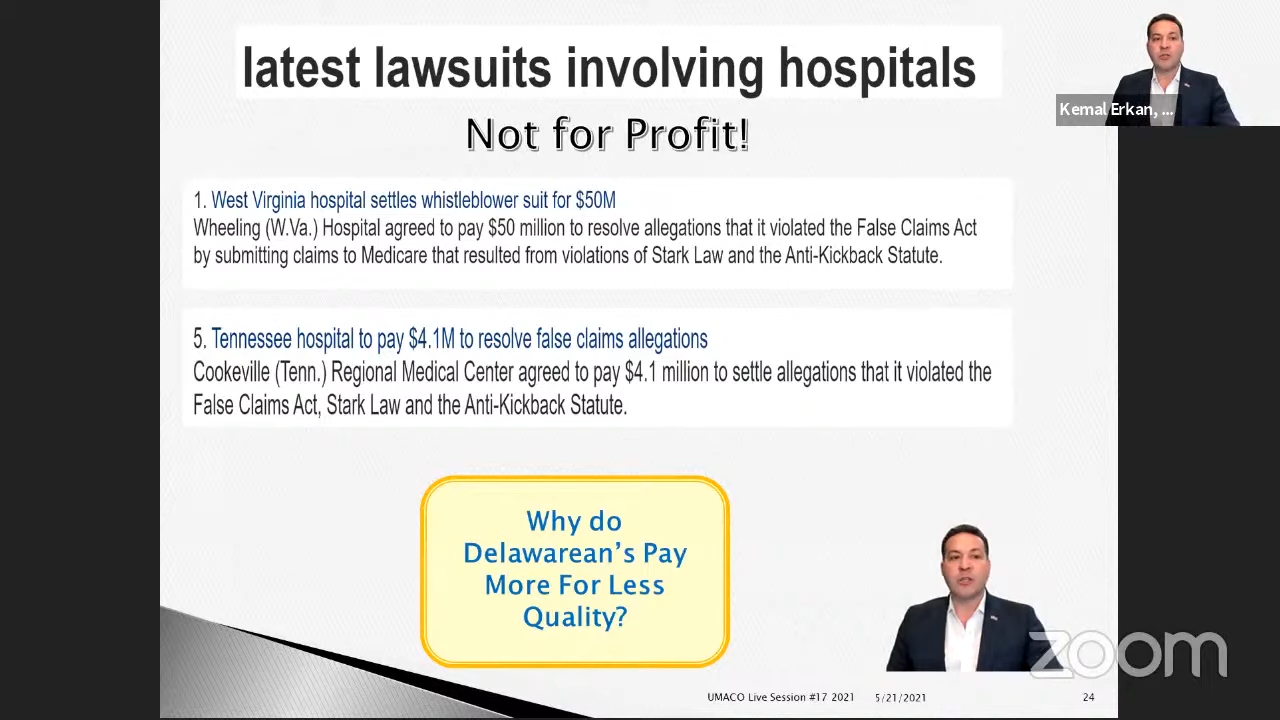 latest lawsuits involving hospitals
Not for Profit!
Kemal Erkan, ...
1. West Virginia hospital settles whistleblower suit for $50M
Wheeling (W.Va.) Hospital agreed to pay $50 million to resolve allegations that it violated the False Claims Act
by submitting claims to Medicare that resulted from violations of Stark Law and the Anti-Kickback Statute.
5. Tennessee hospital to pay $4.1M to resolve false claims allegations
Cookeville (Tenn.) Regional Medical Center agreed to pay $4.1 million to settle allegations that it violated the
False Claims Act, Stark Law and the Anti-Kickback Statute.
Why do
Delawarean’s Pay
More For Less
Quality?
zoom
UMACO Live Session #17 2021 5/21/2021 24